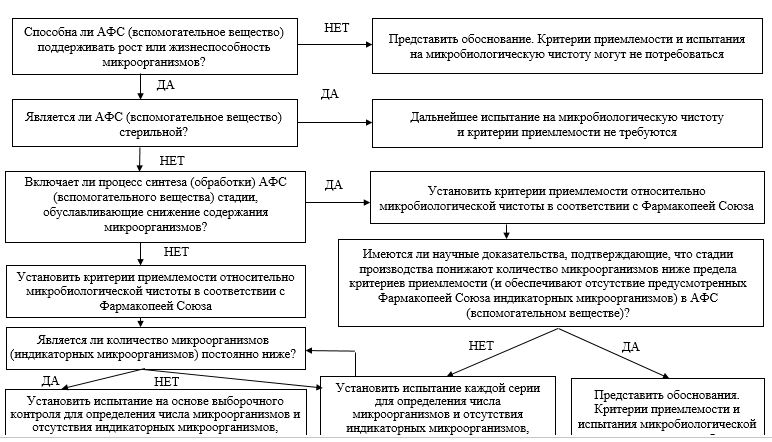 Способна ли АФС (вспомогательное вещество)
поддерживать рост или жизнеспособность
микроорганизмов?
НЕТ
Представить обоснование. Критерии приемлемости и испытания
на микробиологическую чистоту могут не потребоваться
ДА
Является ли АФС (вспомогательное вещество)
стерильной?
ДА
Дальнейшее испытание на микробиологическую чистоту
и критерии приемлемости не требуются
НЕТ
Включает ли процесс синтеза (обработки) АФС
(вспомогательного вещества) стадии,
обуславливающие снижение содержания
микроорганизмов?
ДА
Установить критерии приемлемости относительно
микробиологической чистоты в соответствии с Фармакопеей Союза
НЕТ
Установить критерии приемлемости относительно
микробиологической чистоты в соответствии с
Фармакопеей Союза
Имеются ли научные доказательства, подтверждающие, что стадии
производства понижают количество микроорганизмов ниже предела
критериев приемлемости (и обеспечивают отсутствие предусмотренных
Фармакопеей Союза индикаторных микроорганизмов) в АФС
(вспомогательном веществе)?
Является ли количество микроорганизмов
(индикаторных микроорганизмов) постоянно ниже?
НЕТ
ДА
ДА
НЕТ
Установить испытание на основе выборочного
контроля для определения числа микроорганизмов и
отсутствия индикаторных микроорганизмов,
Установить испытание каждой серии
для определения числа
микроорганизмов и отсутствия
индикаторных микроорганизмов,
Представить обоснования.
Критерии приемлемости и
испытания микробиологической